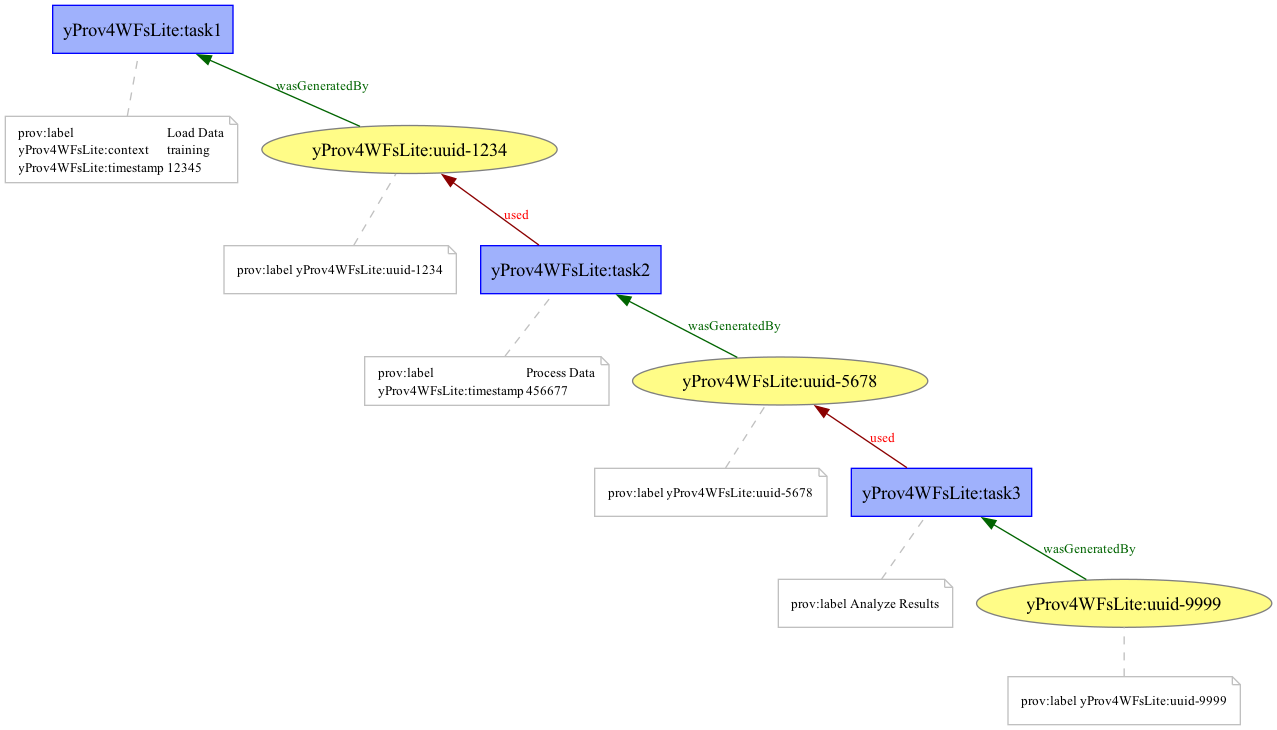 yProv4WFsLite:task1
wasGeneratedBy
prov:label Load Data
yProv4WFsLite:context training
yProv4WFsLite:timestamp 12345
yProv4WFsLite:uuid-1234
used
prov:label yProv4WFsLite:uuid-1234
yProv4WFsLite:task2
wasGeneratedBy
prov:label Process Data
yProv4WFsLite:timestamp 456677
yProv4WFsLite:uuid-5678
used
prov:label yProv4WFsLite:uuid-5678
yProv4WFsLite:task3
wasGeneratedBy
prov:label Analyze Results
yProv4WFsLite:uuid-9999
prov:label yProv4WFsLite:uuid-9999